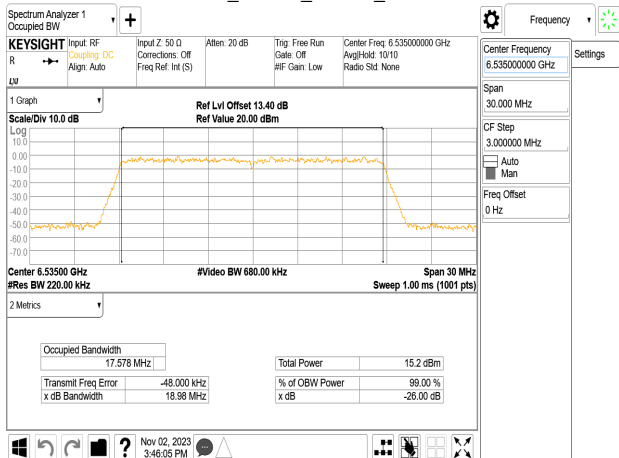 Spectrum Analyzer 1
Occupied BW
Frequency
KEYSIGHT
R
LXI
Input: RF
Coupling: DC
Align: Auto
Input Z: 50 Ω
Corrections: Off
Freq Ref: Int (S)
Atten: 20 dB
Trig: Free Run
Gate: Off
#IF Gain: Low
Center Freq: 6.535000000 GHz
Avg|Hold: 10/10
Radio Std: None
Center Frequency
6.535000000 GHz
Settings
Span
30.000 MHz
CF Step
3.000000 MHz
Auto
Man
Freq Offset
0 Hz
1 Graph
Scale/Div 10.0 dB
Ref Lvl Offset 13.40 dB
Ref Value 20.00 dBm
Log
10.0
0.00
-10.0
-20.0
-30.0
-40.0
-50.0
-60.0
-70.0
Center 6.53500 GHz
#Video BW 680.00 kHz
Span 30 MHz
#Res BW 220.00 kHz
Sweep 1.00 ms (1001 pts)
2 Metrics
Occupied Bandwidth
17.578 MHz
Total Power 15.2 dBm
Transmit Freq Error -48.000 kHz
% of OBW Power 99.00 %
x dB Bandwidth 18.98 MHz
x dB -26.00 dB
?
Nov 02, 2023
3:46:05 PM